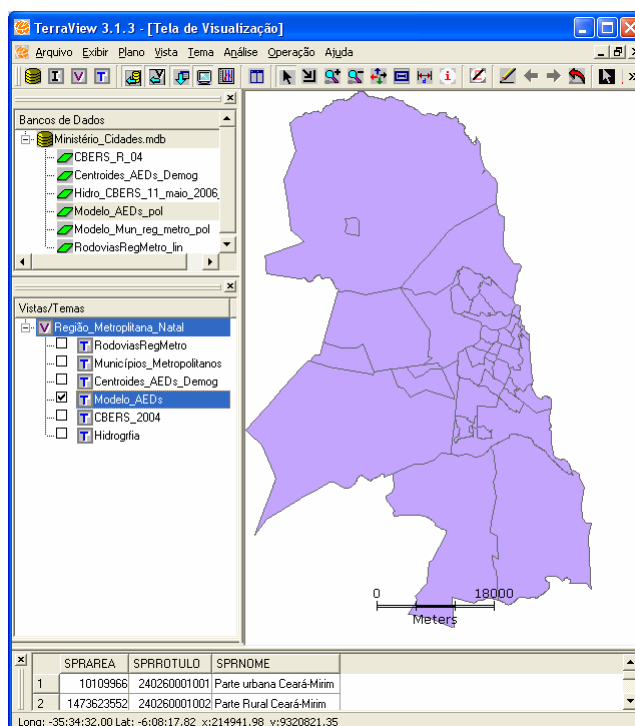 TerraView 3.1.3 - [Tela de Visualização]
Arquivo Exibir Plano Vista Tema Análise Operação Ajuda
I V T
Bancos de Dados
Ministério_Cidades.mdb
CBERS_R_04
Centroides_AEDs_Demog
Hidro_CBERS_11_maio_2006_
Modelo_AEDs_pol
Modelo_Mun_reg_metro_pol
RodoviasRegMetro_lin
Vistas/Temas
V Região_Metroplitana_Natal
T RodoviasRegMetro
T Municípios_Metropolitanos
T Centroides_AEDs_Demog
T Modelo_AEDs
T CBERS_2004
T Hidrogrfia
0 18000
Meters
SPRAREA SPRROTULO SPRNOME
1 10109966 240260001001 Parte urbana Ceará-Mirim
2 1473623552 240260001002 Parte Rural Ceará-Mirim
Long: -35:34:32.00 Lat: -6:08:17.82 x:214941.98 y:9320821.35